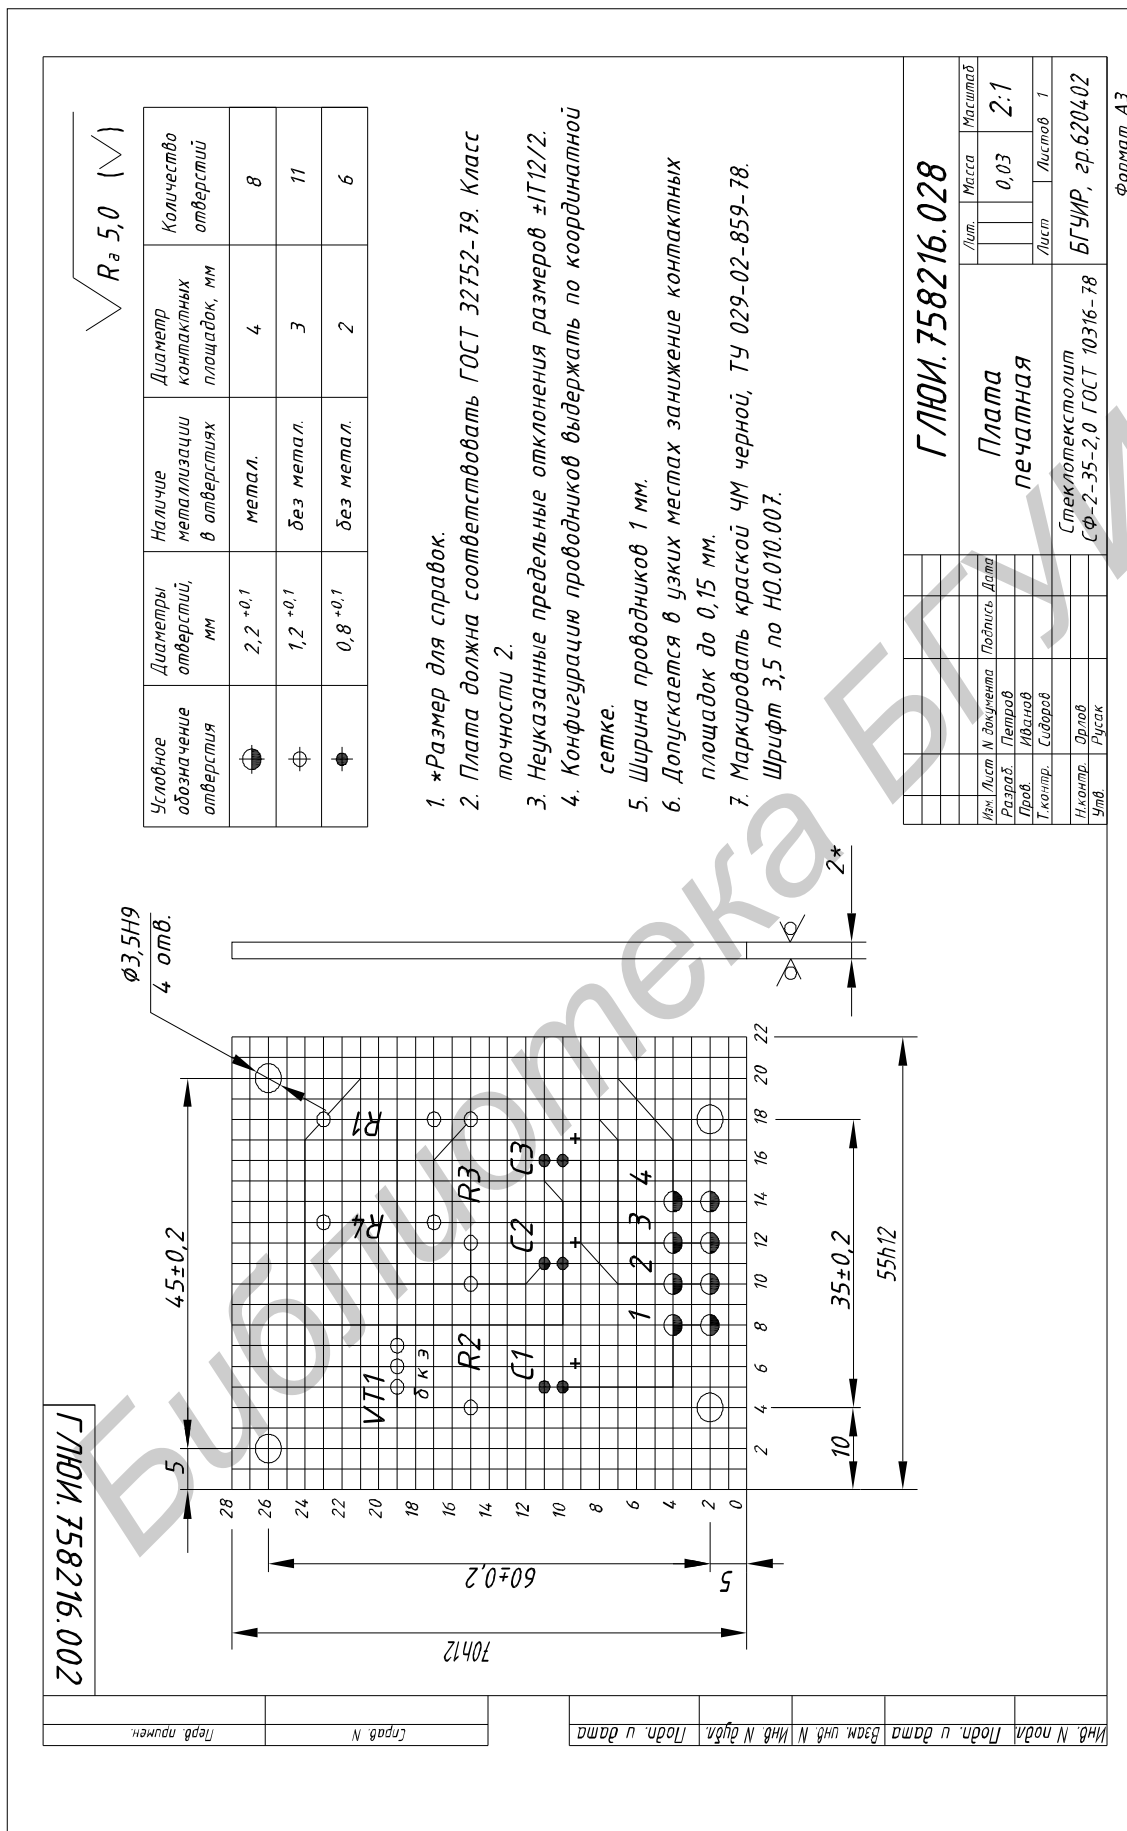 ГЛЮИ.758216.002
Перв. примен.
Справ. N
Подп. и дата
Инв. N дубл.
Взам. инв. N
Подп. и дата
Инв. N подл.
√Ra 5,0 (√)
Условное обозначение отверстия
Диаметры отверстий, мм
Наличие металлизации в отверстиях
Диаметр контактных площадок, мм
Количество отверстий
2,2 +0,1 метал. 4 8
1,2 +0,1 без метал. 3 11
0,8 +0,1 без метал. 2 6
1. *Размер для справок.
2. Плата должна соответствовать ГОСТ 32752-79. Класс
точности 2.
3. Неуказанные предельные отклонения размеров ±IT12/2.
4. Конфигурацию проводников выдержать по координатной
сетке.
5. Ширина проводников 1 мм.
6. Допускается в узких местах занижение контактных
площадок до 0,15 мм.
7. Маркировать краской ЧМ черной, ТУ 029-02-859-78.
Шрифт 3,5 по НО.010.007.
5
45±0,2
ϕ3,5H9
4 отв.
70h12
60±0,2
5
28
26
24
22
20
18
16
14
12
10
8
6
4
2
0
2 4 6 8 10 12 14 16 18 20 22
R4
R1
VT1
б к э
R2
R3
C1
C2
C3
+
+
+
1
2
3
4
10
35±0,2
55h12
2*
ГЛЮИ.758216.028
Изм. Лист N документа Подпись Дата
Разраб. Петров
Пров. Иванов
Т.контр. Сидоров
Н.контр. Орлов
Утв. Русак
Плата
печатная
Лит. Масса Масштаб
0,03 2:1
Лист Листов 1
Стеклотекстолит
СФ-2-35-2,0 ГОСТ 10316-78
БГУИР, гр.620402
Формат А3
Библиотека БГУИ